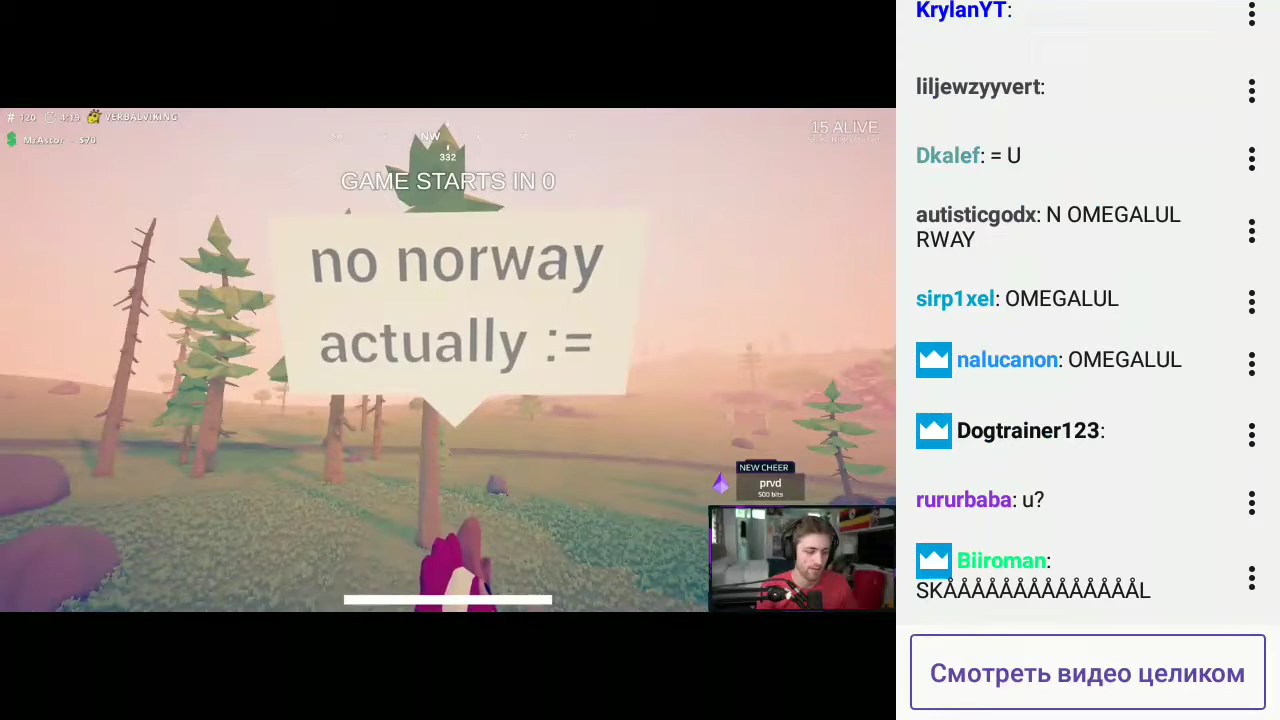 # 120 4:19 VERBALVIKING
MrAstor - $70
NW
332
15 ALIVE
GAME STARTS IN 0
no norway
actually :=
NEW CHEER
prvd
500 bits
KrylanYT:
liljewzyyvert:
Dkalef: = U
autisticgodx: N OMEGALUL
RWAY
sirp1xel: OMEGALUL
nalucanon: OMEGALUL
Dogtrainer123:
rururbaba: u?
Biiroman:
SKÅÅÅÅÅÅÅÅÅÅÅÅÅÅL
Смотреть видео целиком